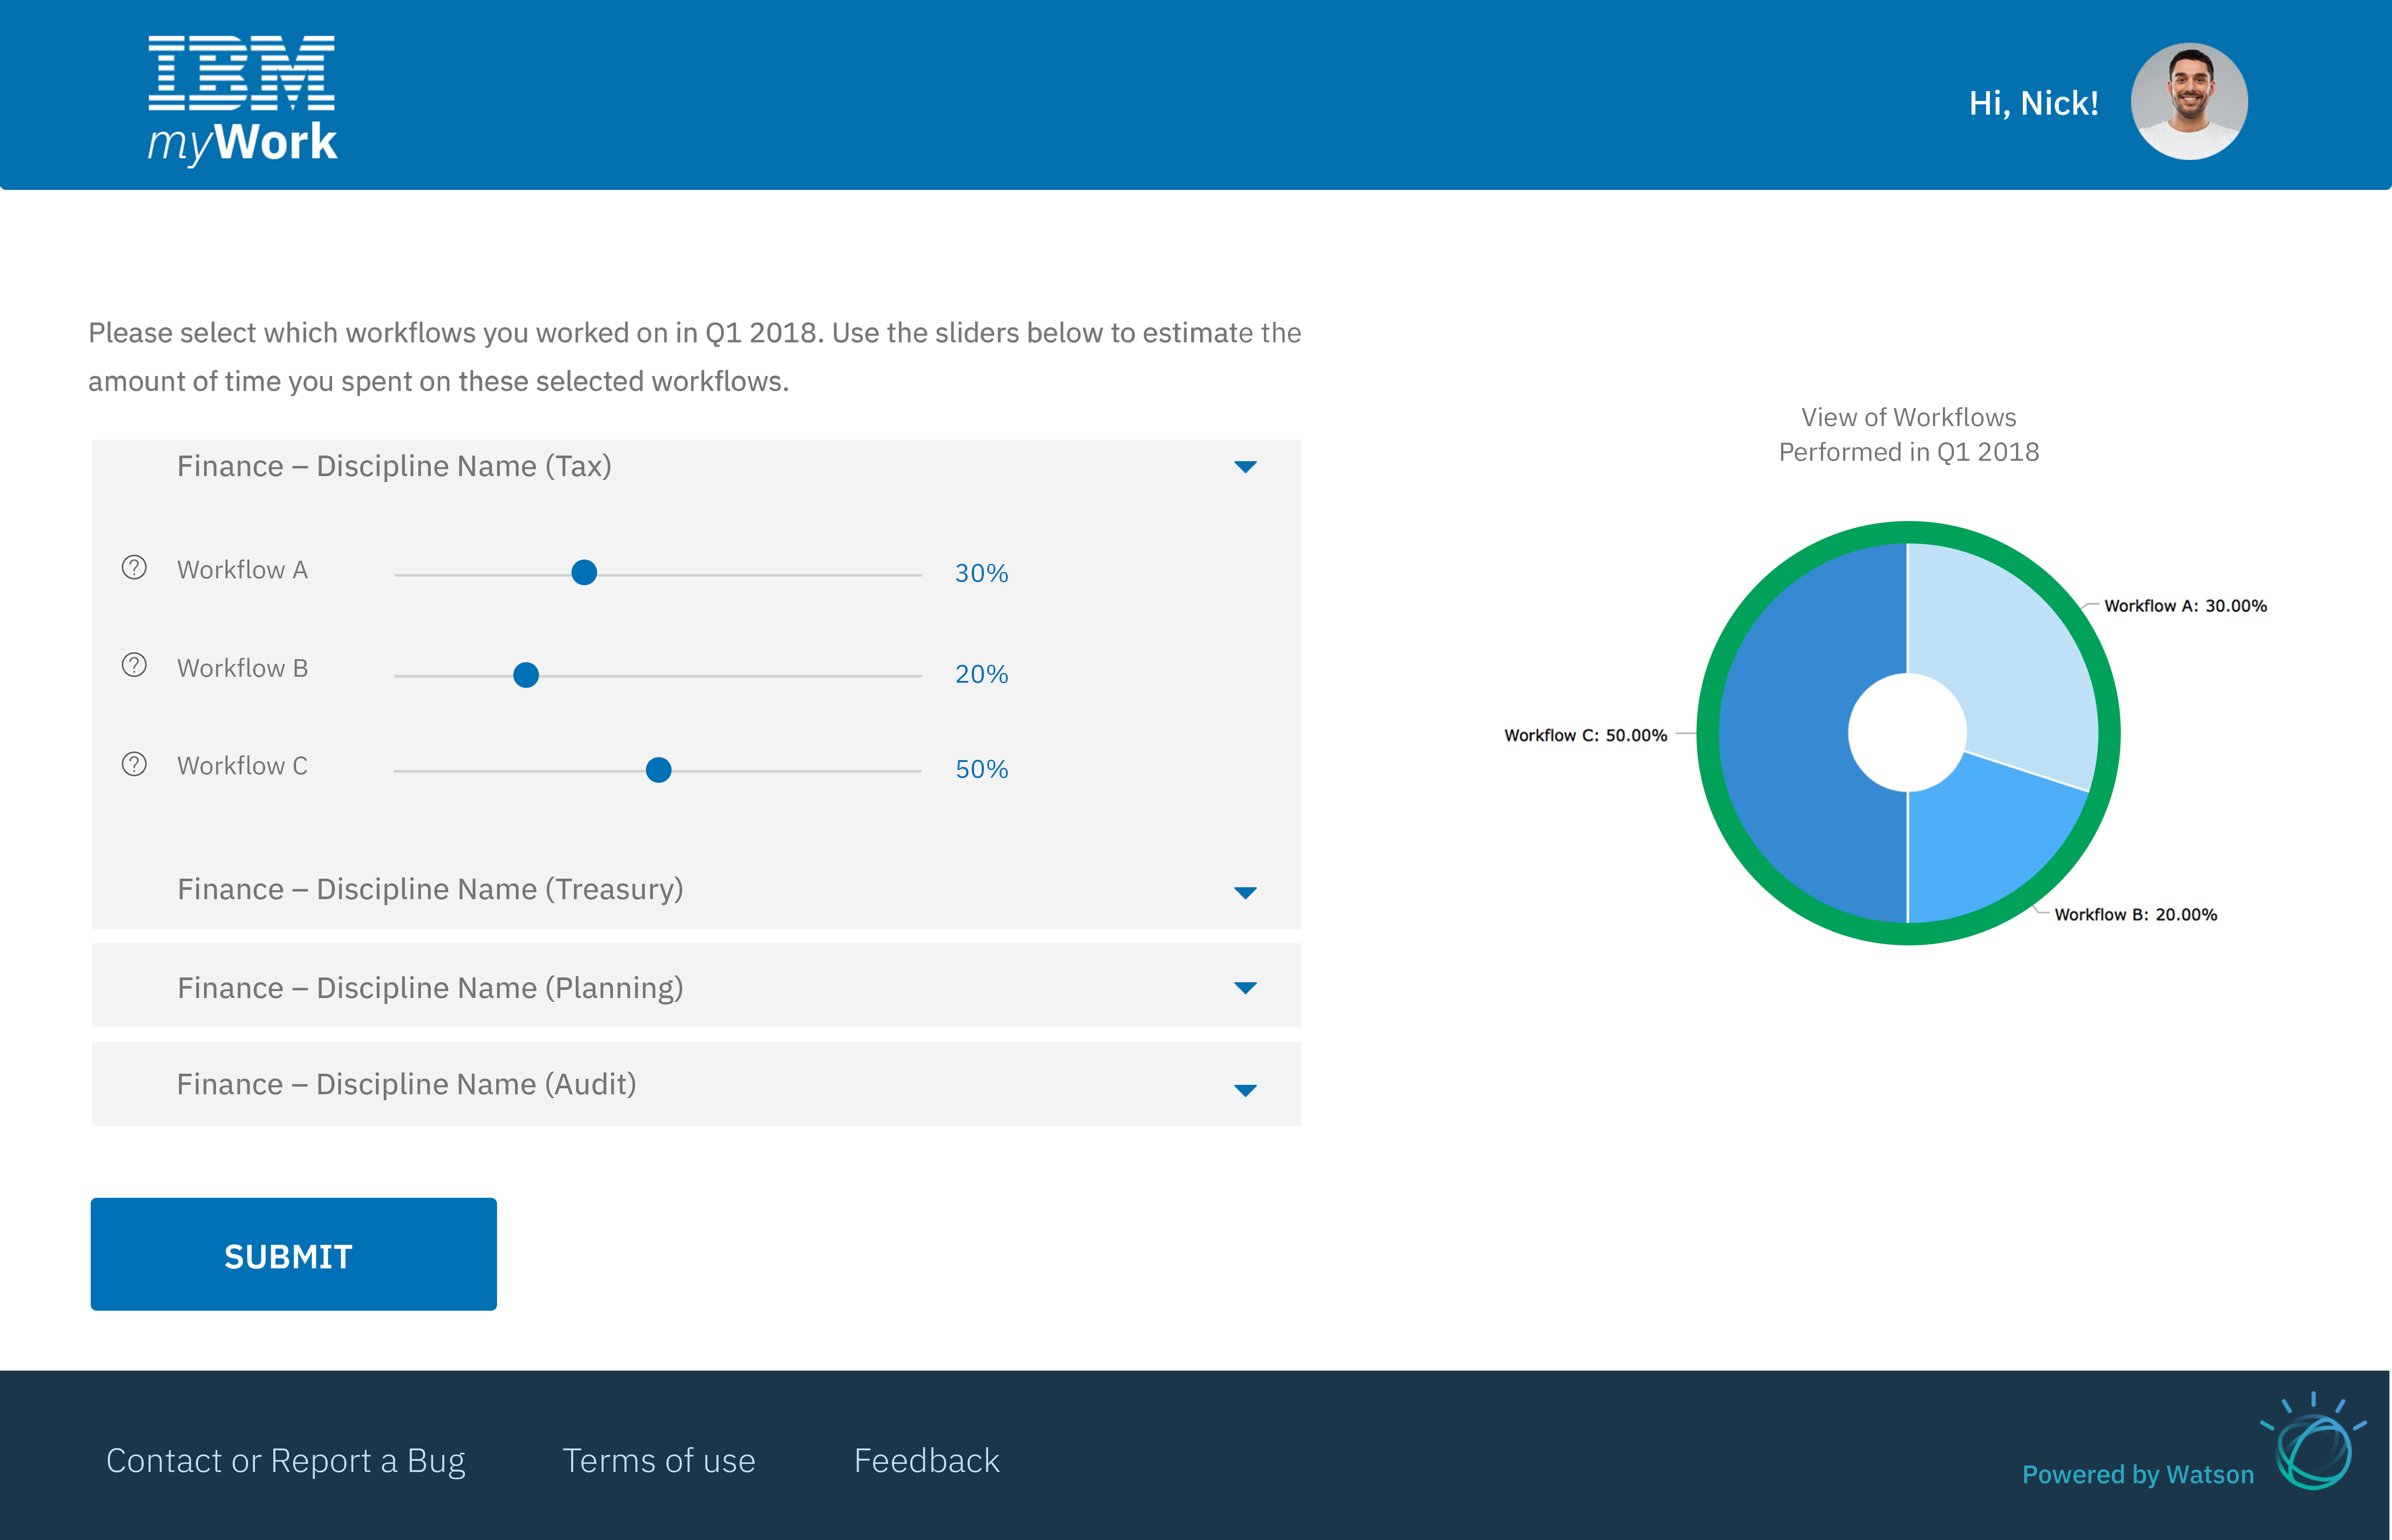 IBM
myWork
Hi, Nick!
Please select which workflows you worked on in Q1 2018. Use the sliders below to estimate the
amount of time you spent on these selected workflows.
Finance – Discipline Name (Tax)
? Workflow A 30%
? Workflow B 20%
? Workflow C 50%
Finance – Discipline Name (Treasury)
Finance – Discipline Name (Planning)
Finance – Discipline Name (Audit)
View of Workflows
Performed in Q1 2018
Workflow A: 30.00%
Workflow C: 50.00%
Workflow B: 20.00%
SUBMIT
Contact or Report a Bug
Terms of use
Feedback
Powered by Watson